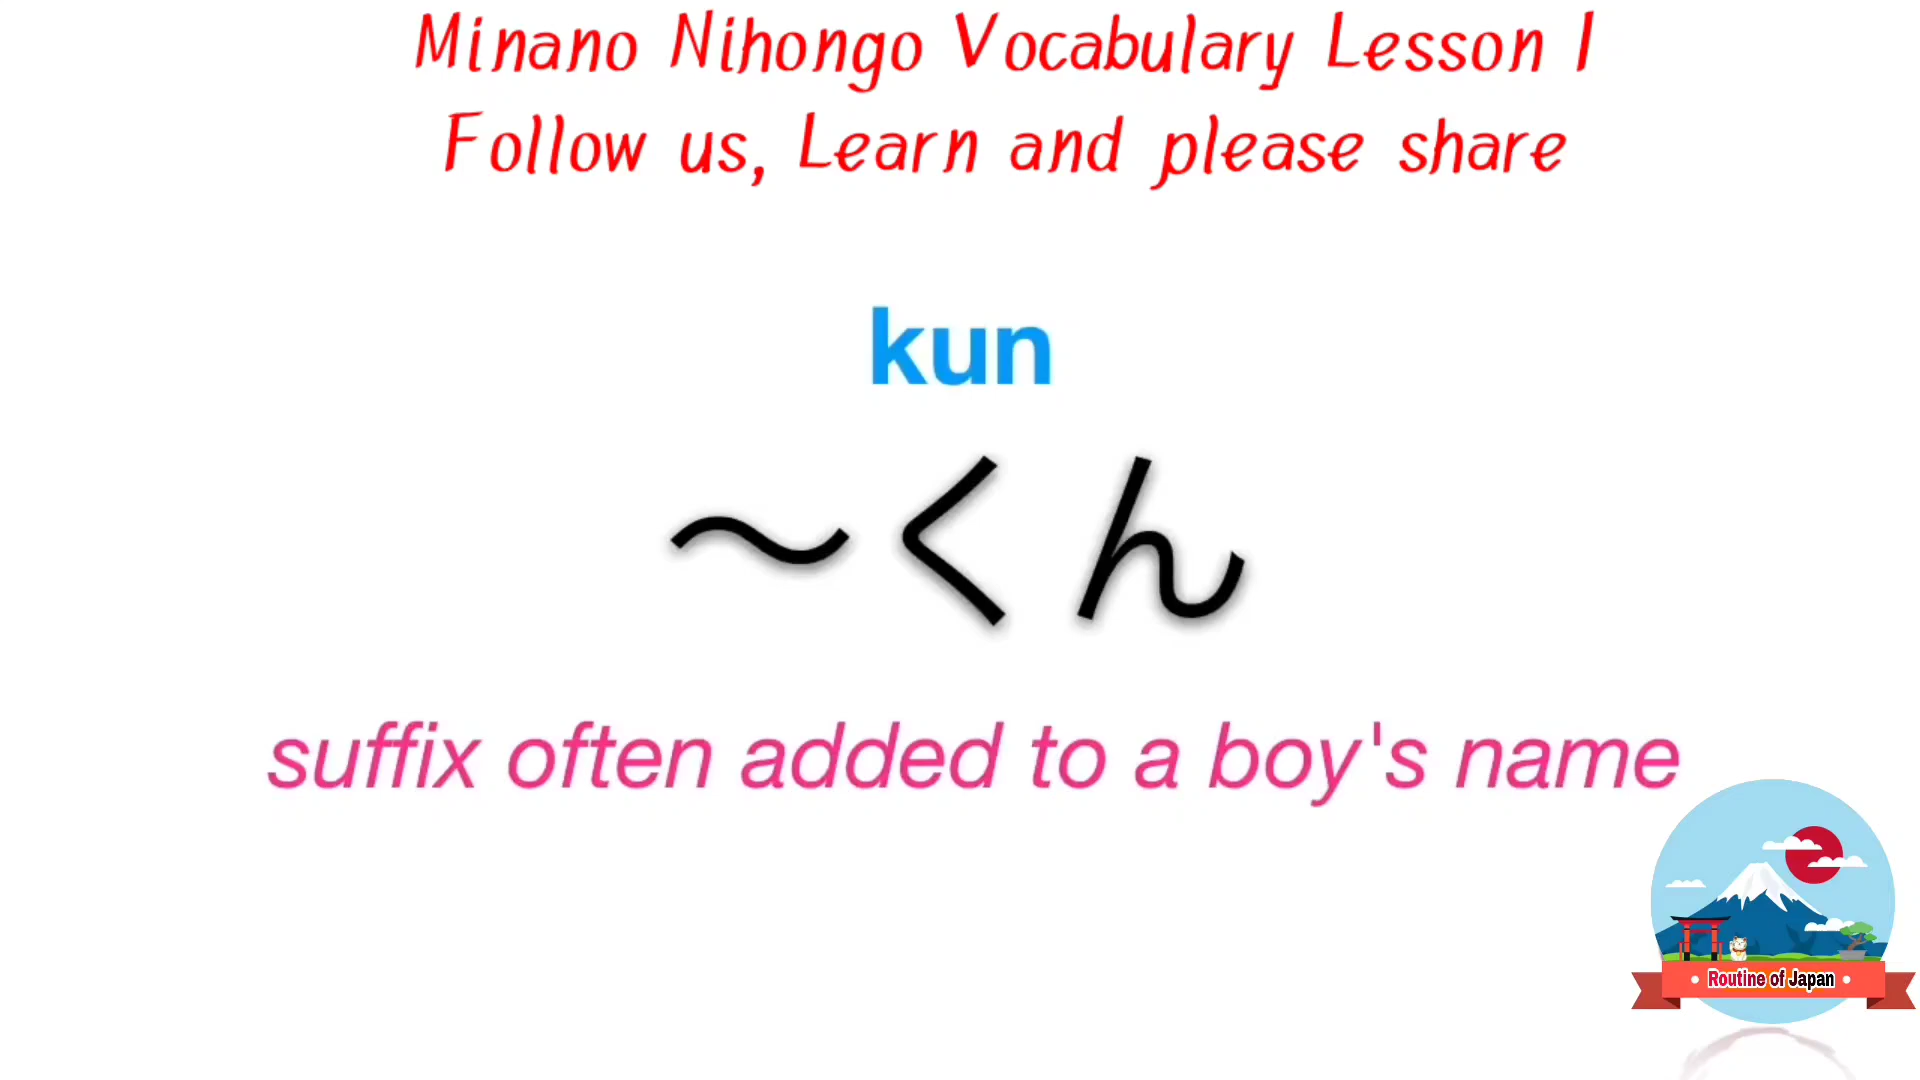 Minano Nihongo Vocabulary Lesson 1
Follow us, Learn and please share
kun
～くん
suffix often added to a boy's name
Routine of Japan